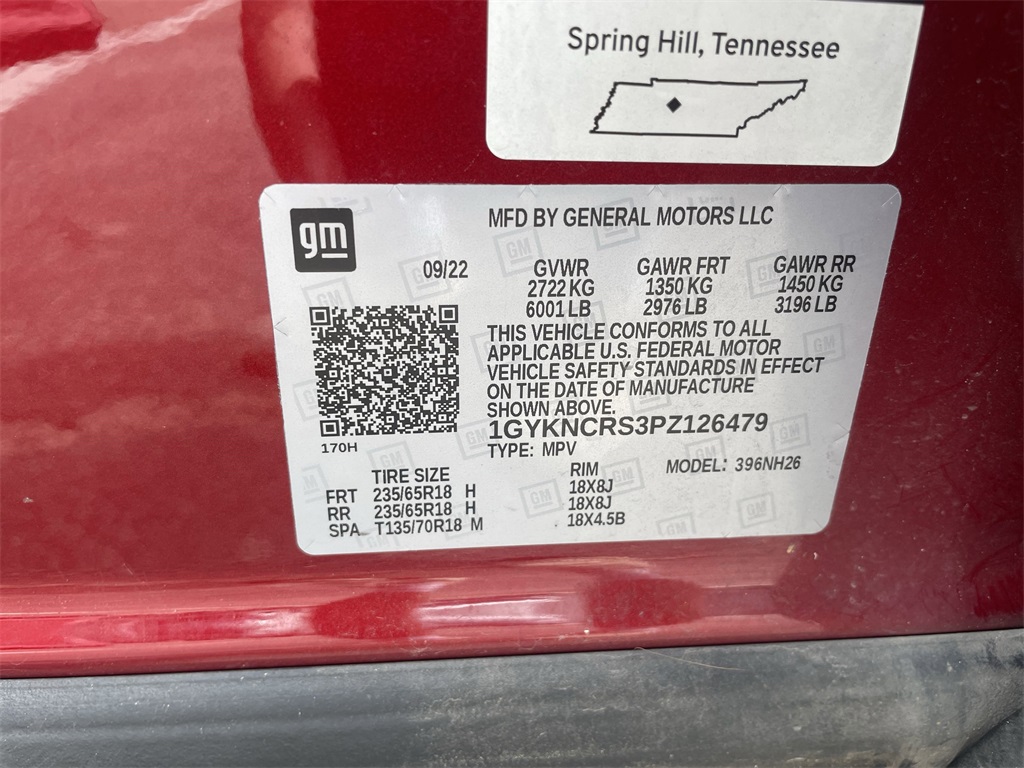 Spring Hill, Tennessee
gm
MFD BY GENERAL MOTORS LLC
09/22 GVWR GAWR FRT GAWR RR
2722 KG 1350 KG 1450 KG
6001 LB 2976 LB 3196 LB
THIS VEHICLE CONFORMS TO ALL
APPLICABLE U.S. FEDERAL MOTOR
VEHICLE SAFETY STANDARDS IN EFFECT
ON THE DATE OF MANUFACTURE
SHOWN ABOVE.
1GYKNCRS3PZ126479
170H
TYPE: MPV
TIRE SIZE RIM MODEL: 396NH26
FRT 235/65R18 H 18X8J
RR 235/65R18 H 18X8J
SPA T135/70R18 M 18X4.5B